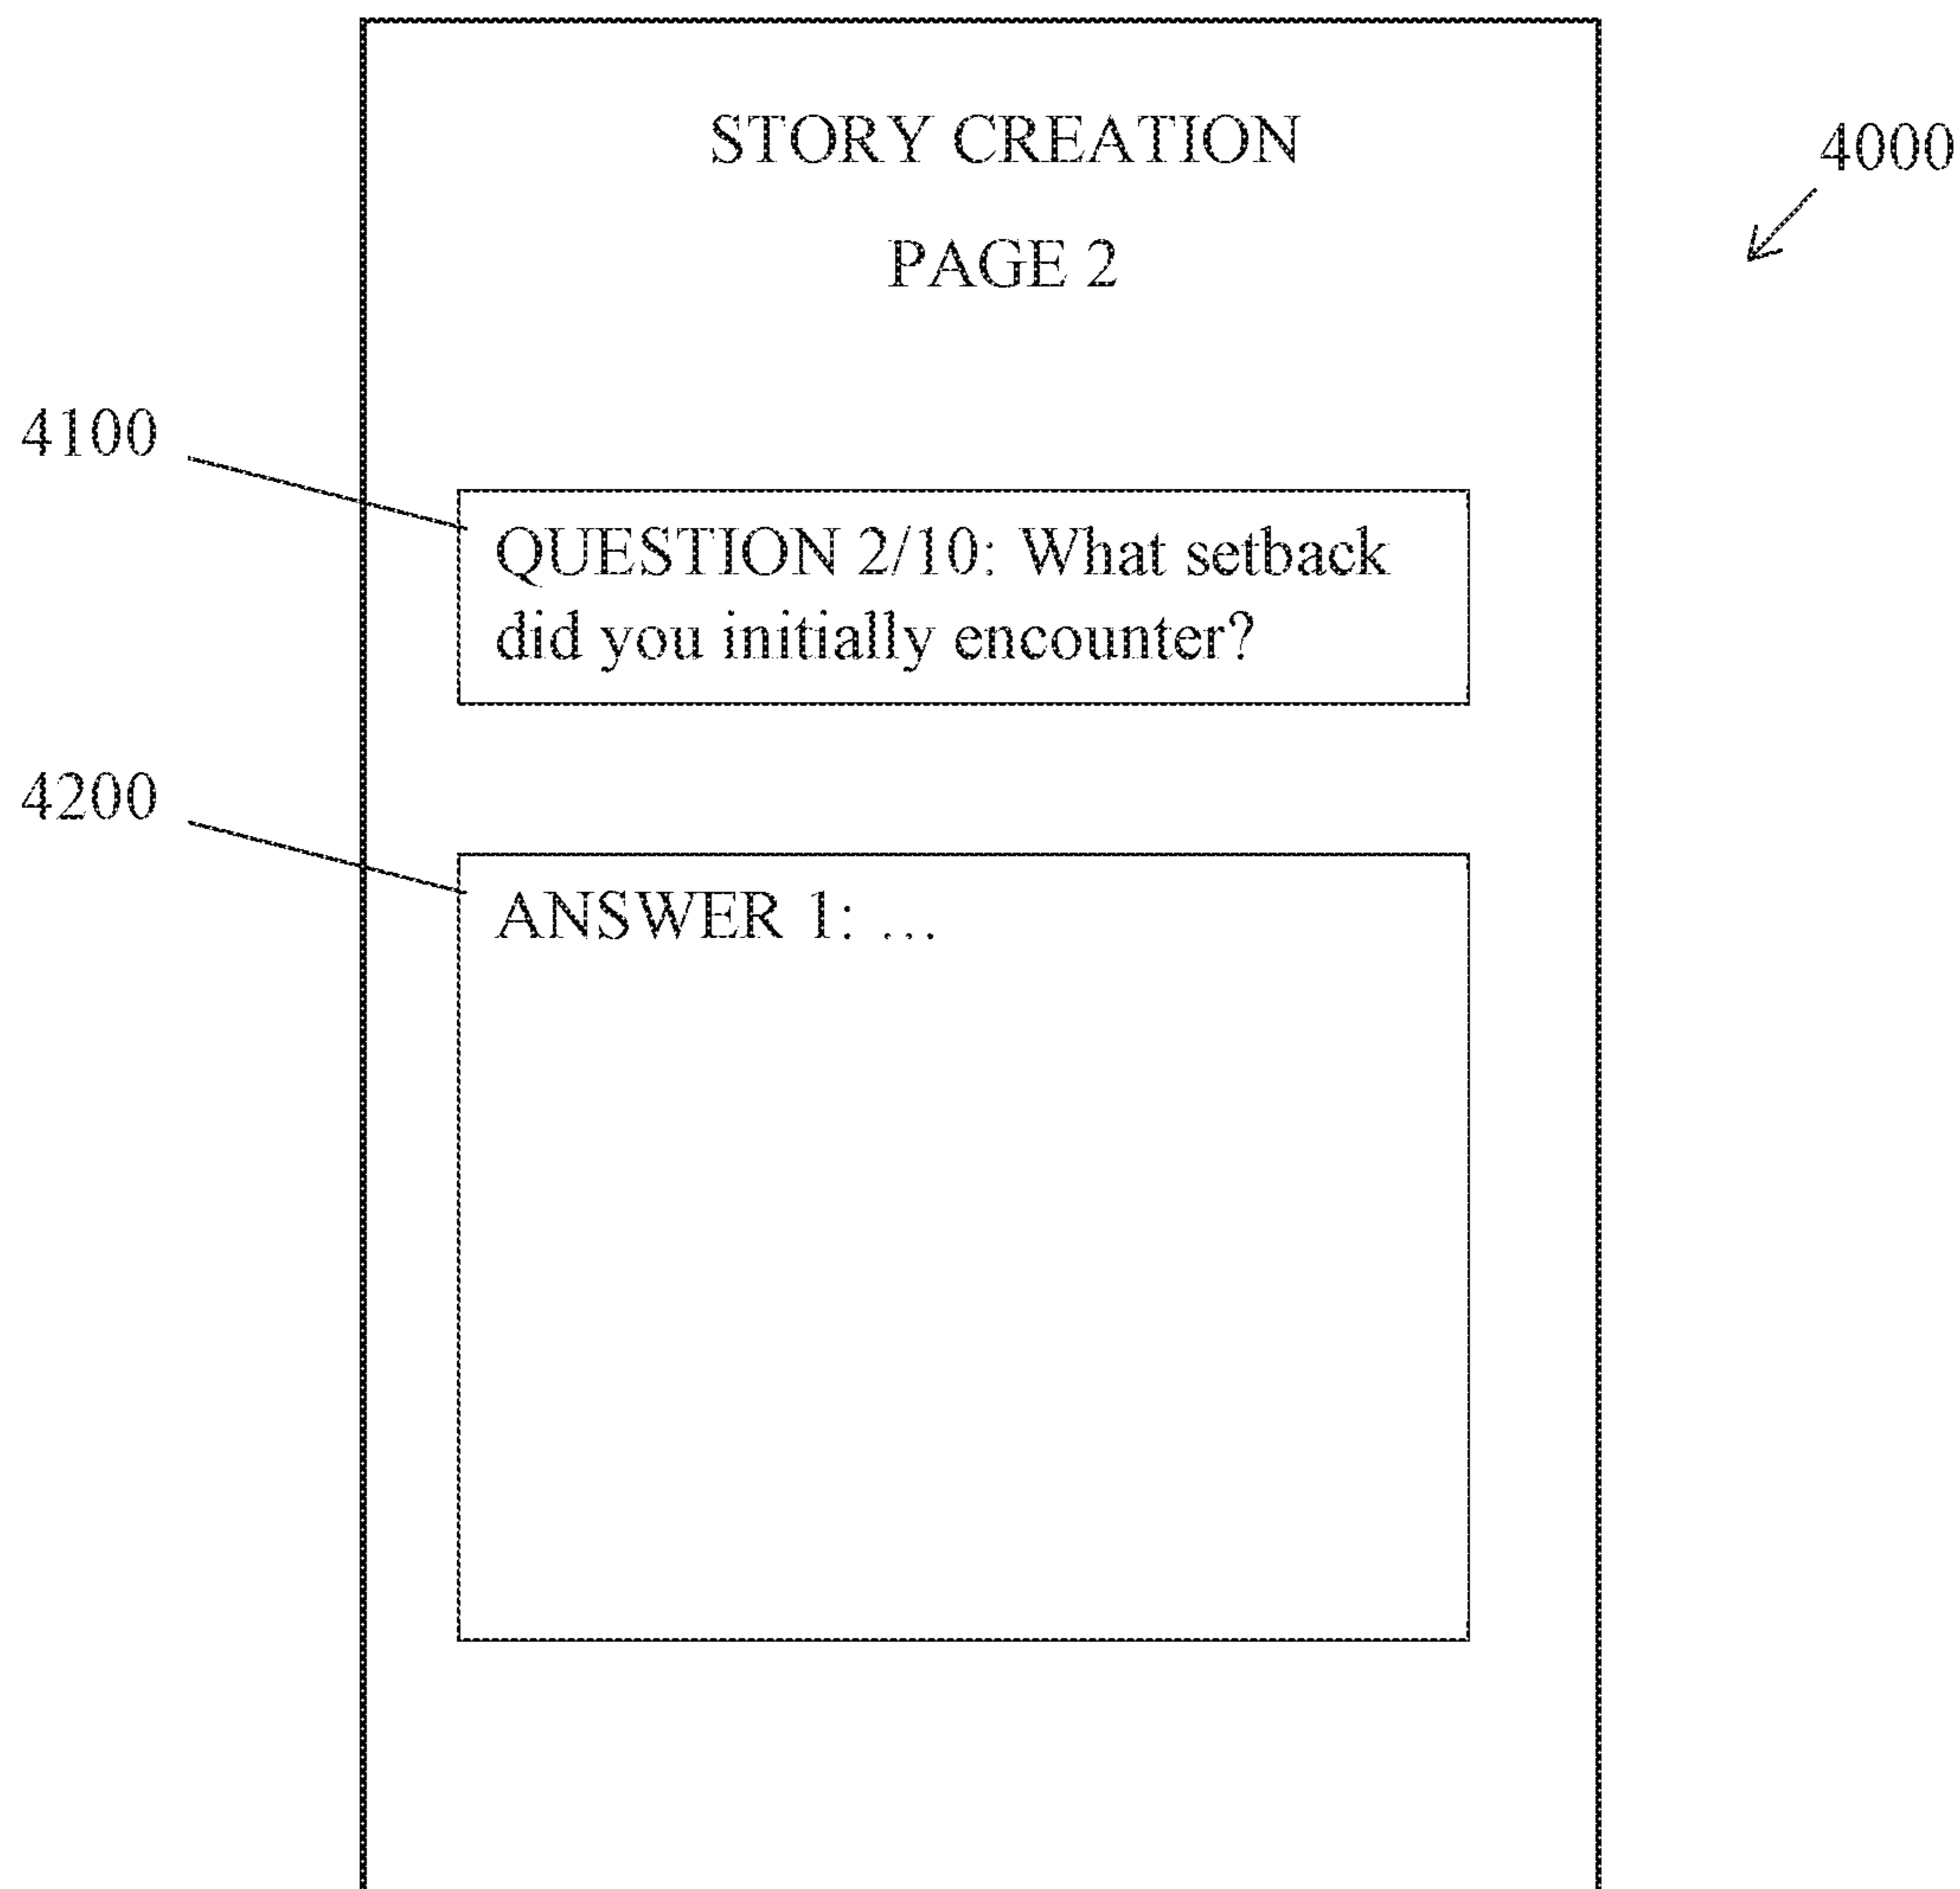 STORY CREATION
4000
PAGE 2
4100
QUESTION 2/10: What setback
did you initially encounter?
4200
ANSWER 1: …